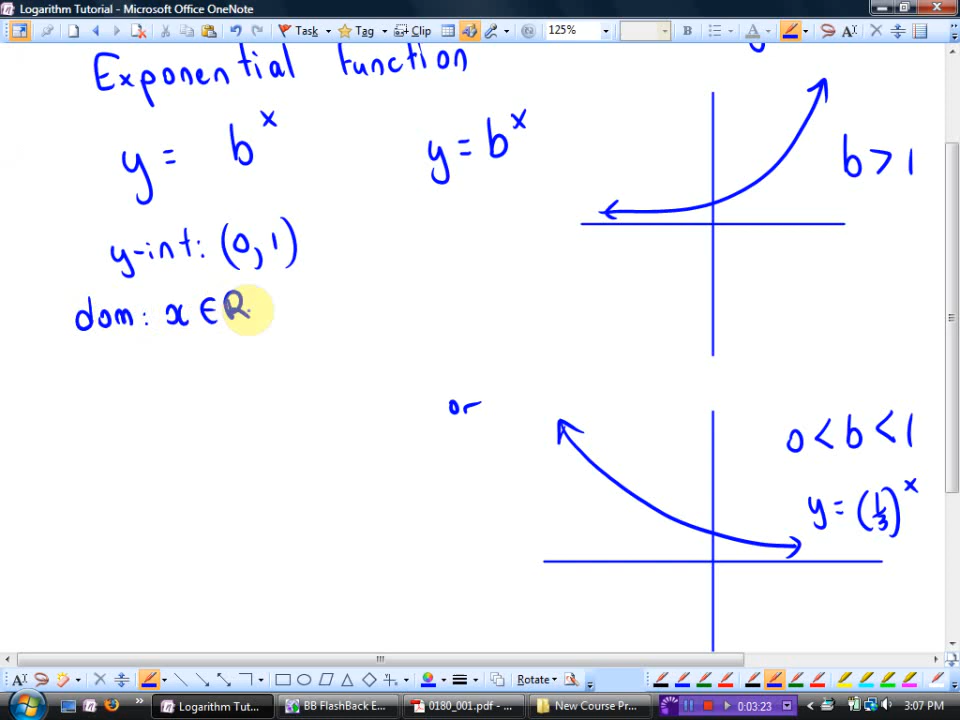 Logarithm Tutorial - Microsoft Office OneNote
Task Tag Clip 125%
Exponential Function
y = b^x
y = b^x
b > 1
y-int: (0, 1)
dom: x ∈ R
or
0 < b < 1
y = (1/3)^x
Rotate
Logarithm Tut...
BB FlashBack E...
0180_001.pdf - ...
New Course Pr...
03:03:23
3:07 PM